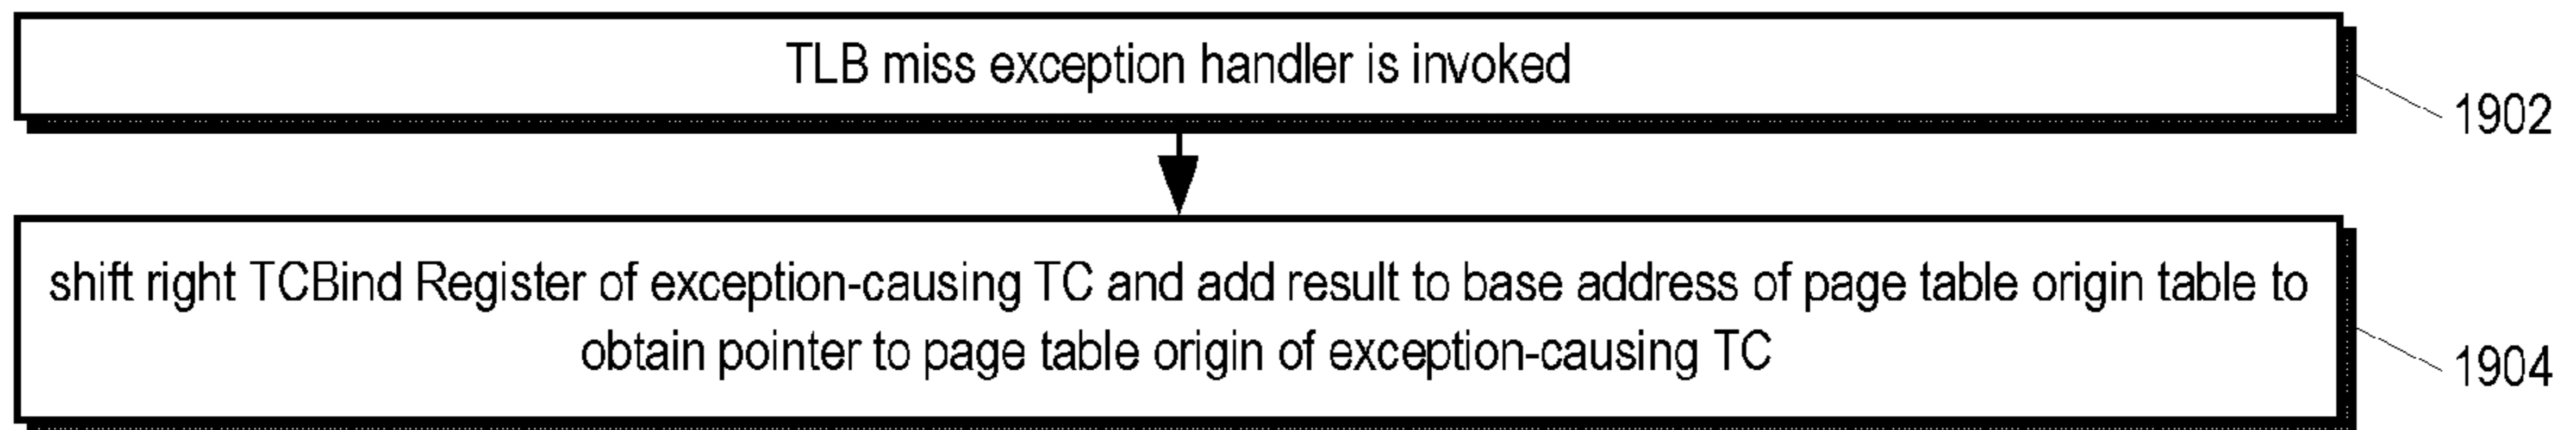 TLB miss exception handler is invoked
1902
shift right TCBind Register of exception-causing TC and add result to base address of page table origin table to
obtain pointer to page table origin of exception-causing TC
1904